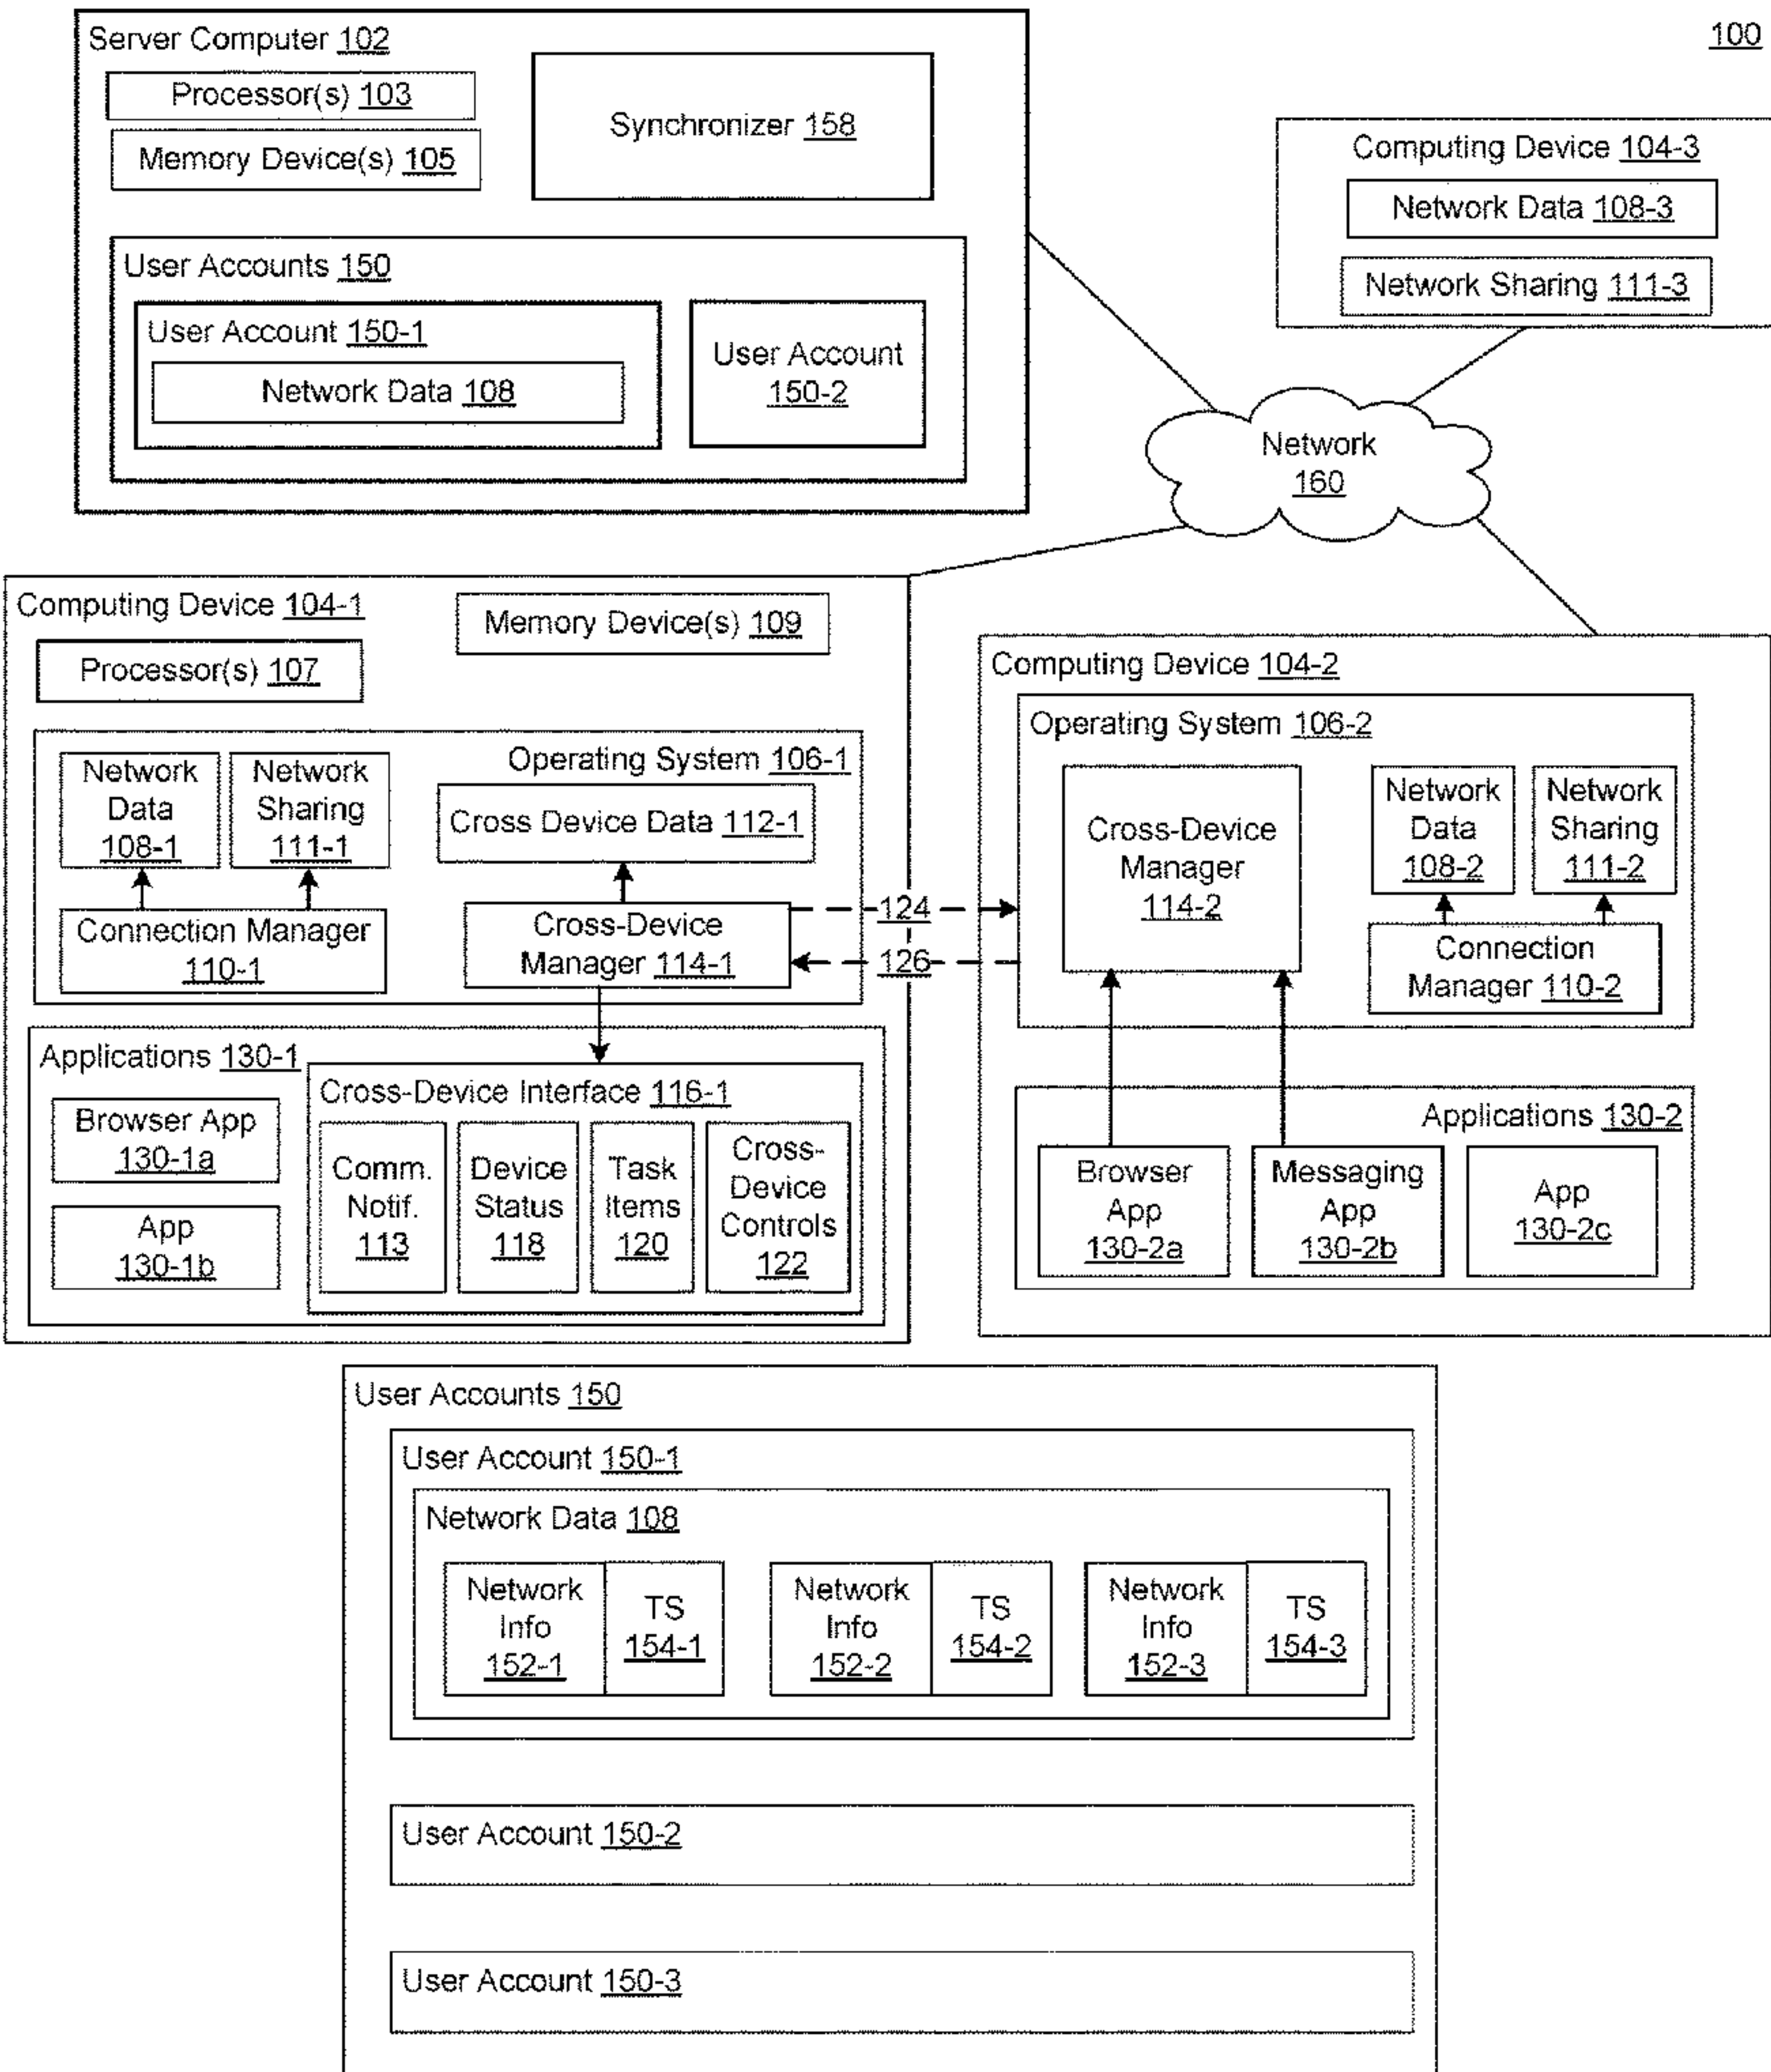 100
Server Computer 102
Processor(s) 103
Memory Device(s) 105
Synchronizer 158
User Accounts 150
User Account 150-1
Network Data 108
User Account
150-2
Computing Device 104-3
Network Data 108-3
Network Sharing 111-3
Network
160
Computing Device 104-1
Memory Device(s) 109
Processor(s) 107
Operating System 106-1
Network
Data
108-1
Network
Sharing
111-1
Cross Device Data 112-1
Connection Manager
110-1
Cross-Device
Manager 114-1
124
126
Applications 130-1
Browser App
130-1a
App
130-1b
Cross-Device Interface 116-1
Comm.
Notif.
113
Device
Status
118
Task
Items
120
Cross-
Device
Controls
122
Computing Device 104-2
Operating System 106-2
Cross-Device
Manager
114-2
Network
Data
108-2
Network
Sharing
111-2
Connection
Manager 110-2
Applications 130-2
Browser
App
130-2a
Messaging
App
130-2b
App
130-2c
User Accounts 150
User Account 150-1
Network Data 108
Network
Info
152-1
TS
154-1
Network
Info
152-2
TS
154-2
Network
Info
152-3
TS
154-3
User Account 150-2
User Account 150-3